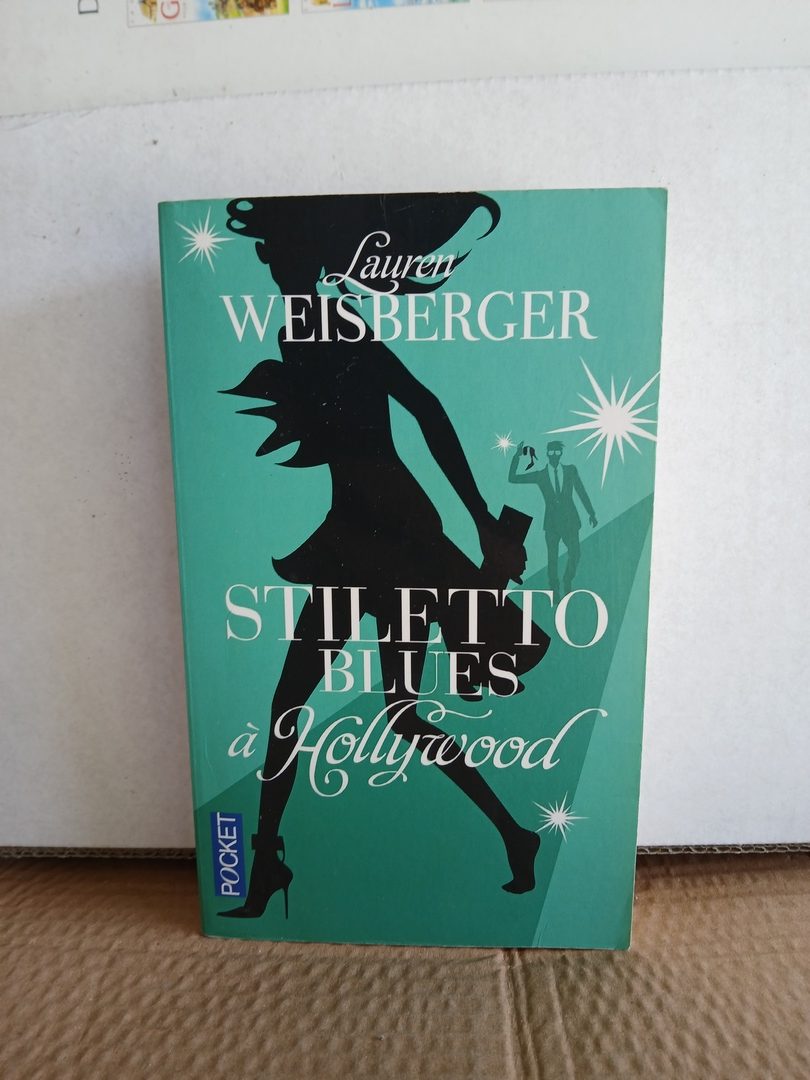 Lauren
WEISBERGER
STILETTO
BLUES
à Hollywood
POCKET